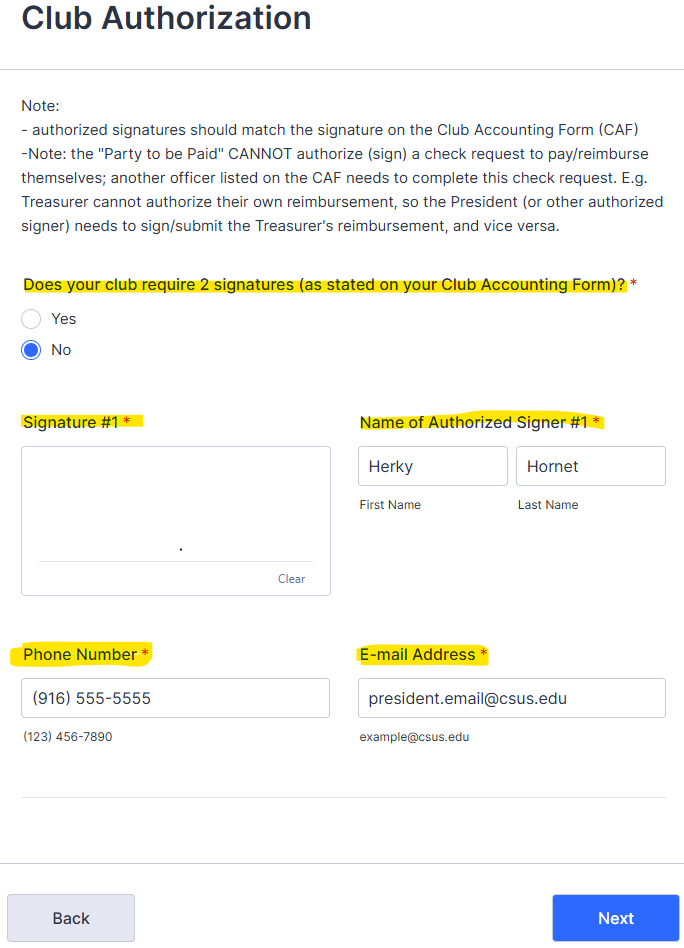 Club Authorization
Note:
- authorized signatures should match the signature on the Club Accounting Form (CAF)
-Note: the "Party to be Paid" CANNOT authorize (sign) a check request to pay/reimburse
themselves; another officer listed on the CAF needs to complete this check request. E.g.
Treasurer cannot authorize their own reimbursement, so the President (or other authorized
signer) needs to sign/submit the Treasurer's reimbursement, and vice versa.
Does your club require 2 signatures (as stated on your Club Accounting Form)? *
Yes
No
Signature #1 *
Clear
Name of Authorized Signer #1 *
Herky Hornet
First Name Last Name
Phone Number *
(916) 555-5555
(123) 456-7890
E-mail Address *
president.email@csus.edu
example@csus.edu
Back Next